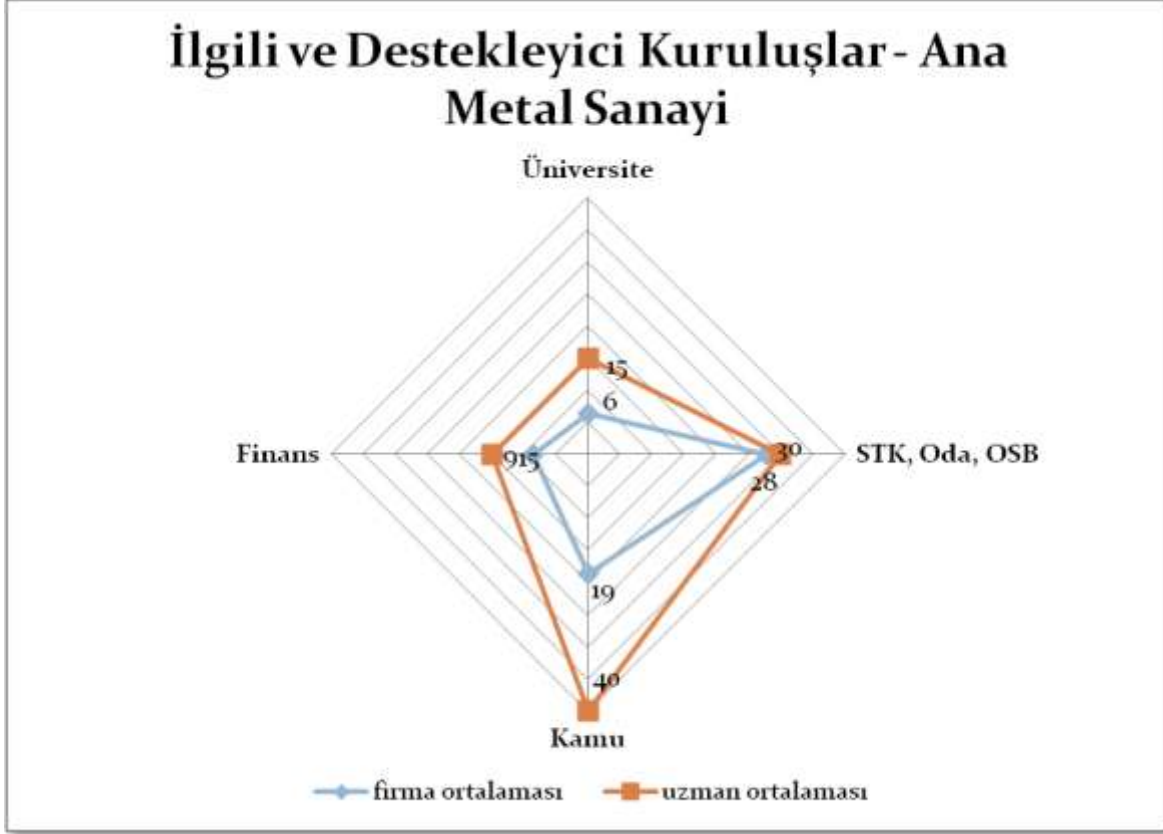 İlgili ve Destekleyici Kuruluşlar - Ana
Metal Sanayi
Üniversite
15
6
Finans
9
15
30
STK, Oda, OSB
28
19
40
Kamu
firma ortalaması
uzman ortalaması